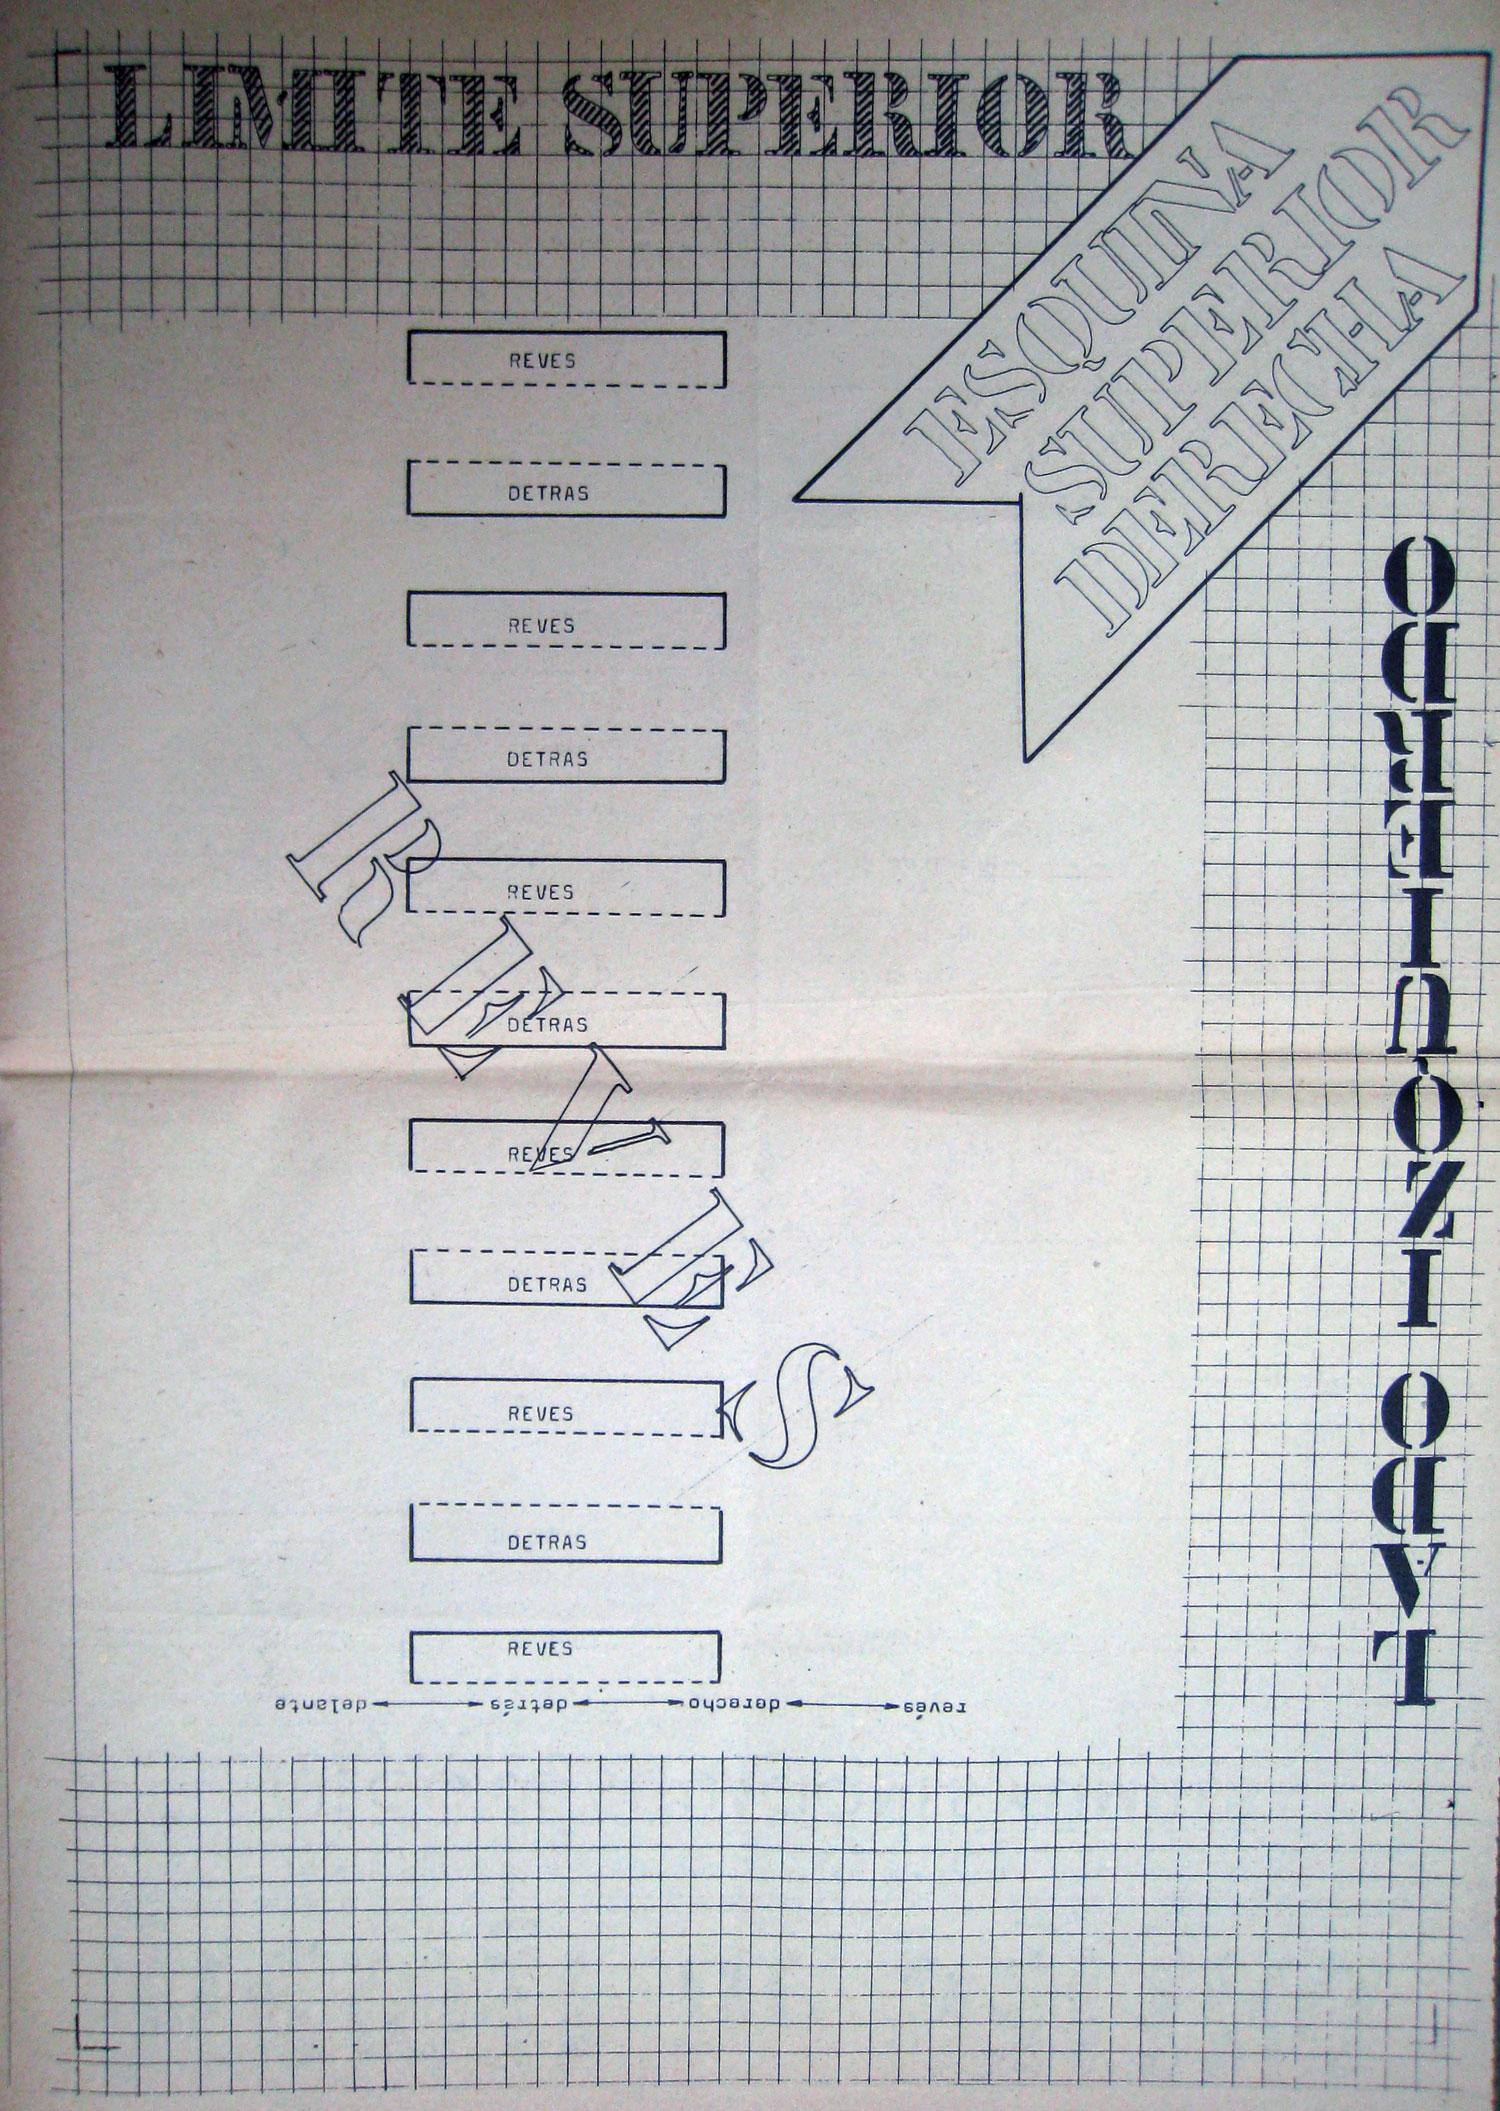 LIMITE SUPERIOR
ESQUINA
SUPERIOR
DERECHA
REVES
DETRAS
REVES
DETRAS
REVES
DETRAS
REVES
DETRAS
REVES
DETRAS
REVES
REVES
LADO IZQUIERDO
revés derecho detrás delante